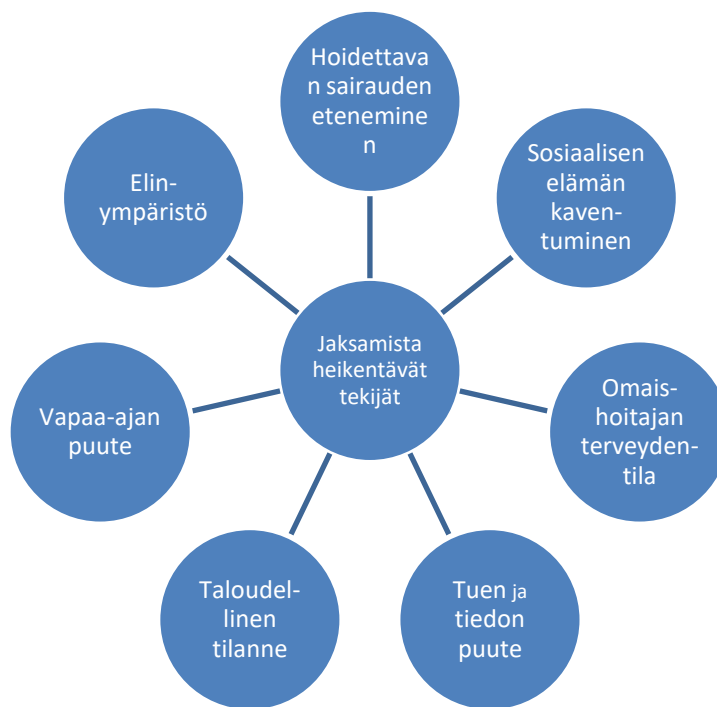 Hoidettava
n sairauden
etenemine
n
Sosiaalisen
elämän
kaven-
tuminen
Omais-
hoitajan
terveyden-
tila
Tuen ja
tiedon
puute
Taloudel-
linen
tilanne
Vapaa-ajan
puute
Elin-
ympäristö
Jaksamista
heikentävät
tekijät